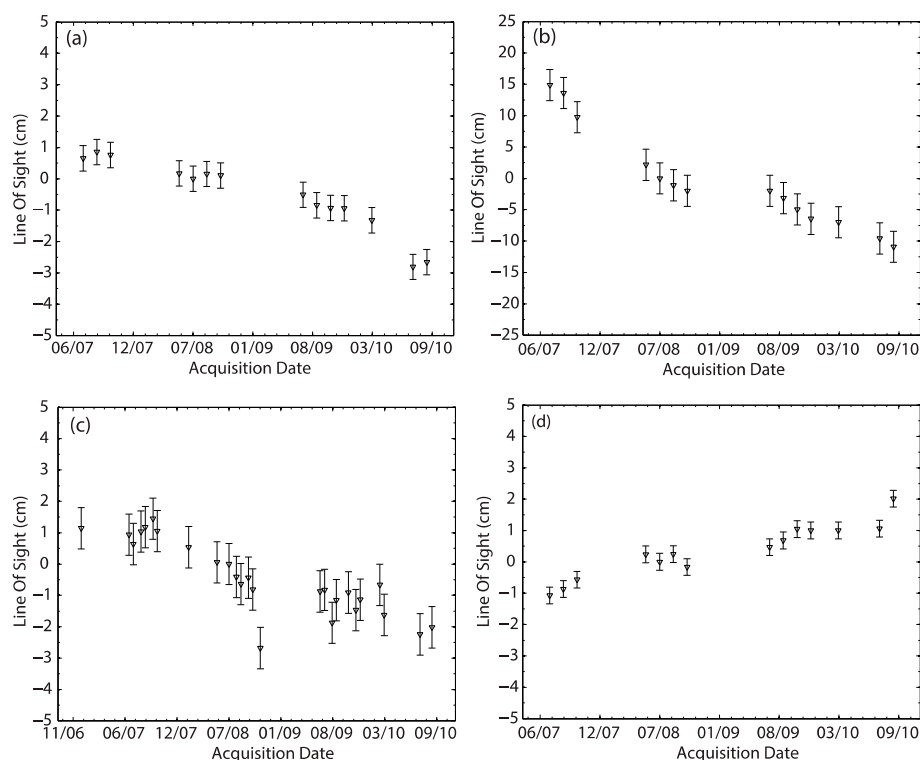 (a)
5
4
3
2
1
0
−1
−2
−3
−4
−5
Line Of Sight (cm)
06/07 12/07 07/08 01/09 08/09 03/10 09/10
Acquisition Date
(b)
25
20
15
10
5
0
−5
−10
−15
−20
−25
Line Of Sight (cm)
06/07 12/07 07/08 01/09 08/09 03/10 09/10
Acquisition Date
(c)
5
4
3
2
1
0
−1
−2
−3
−4
−5
Line Of Sight (cm)
11/06 06/07 12/07 07/08 01/09 08/09 03/10 09/10
Acquisition Date
(d)
5
4
3
2
1
0
−1
−2
−3
−4
−5
Line Of Sight (cm)
06/07 12/07 07/08 01/09 08/09 03/10 09/10
Acquisition Date